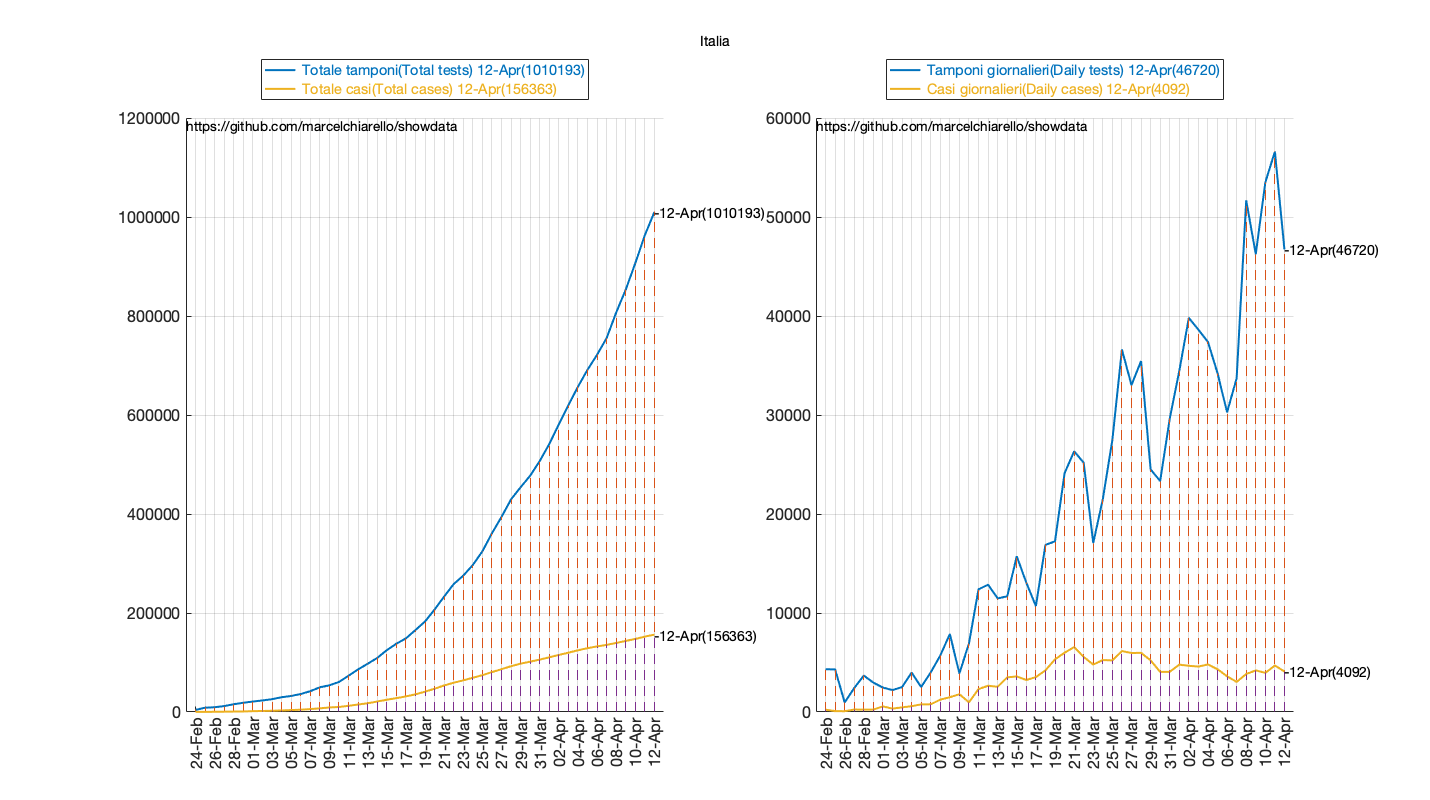 Italia
Totale tamponi(Total tests) 12-Apr(1010193)
Totale casi(Total cases) 12-Apr(156363)
https://github.com/marcelchiarello/showdata
1200000
1000000
800000
600000
400000
200000
0
12-Apr(1010193)
12-Apr(156363)
24-Feb
26-Feb
28-Feb
01-Mar
03-Mar
05-Mar
07-Mar
09-Mar
11-Mar
13-Mar
15-Mar
17-Mar
19-Mar
21-Mar
23-Mar
25-Mar
27-Mar
29-Mar
31-Mar
02-Apr
04-Apr
06-Apr
08-Apr
10-Apr
12-Apr
Tamponi giornalieri(Daily tests) 12-Apr(46720)
Casi giornalieri(Daily cases) 12-Apr(4092)
https://github.com/marcelchiarello/showdata
60000
50000
40000
30000
20000
10000
0
12-Apr(46720)
12-Apr(4092)
24-Feb
26-Feb
28-Feb
01-Mar
03-Mar
05-Mar
07-Mar
09-Mar
11-Mar
13-Mar
15-Mar
17-Mar
19-Mar
21-Mar
23-Mar
25-Mar
27-Mar
29-Mar
31-Mar
02-Apr
04-Apr
06-Apr
08-Apr
10-Apr
12-Apr